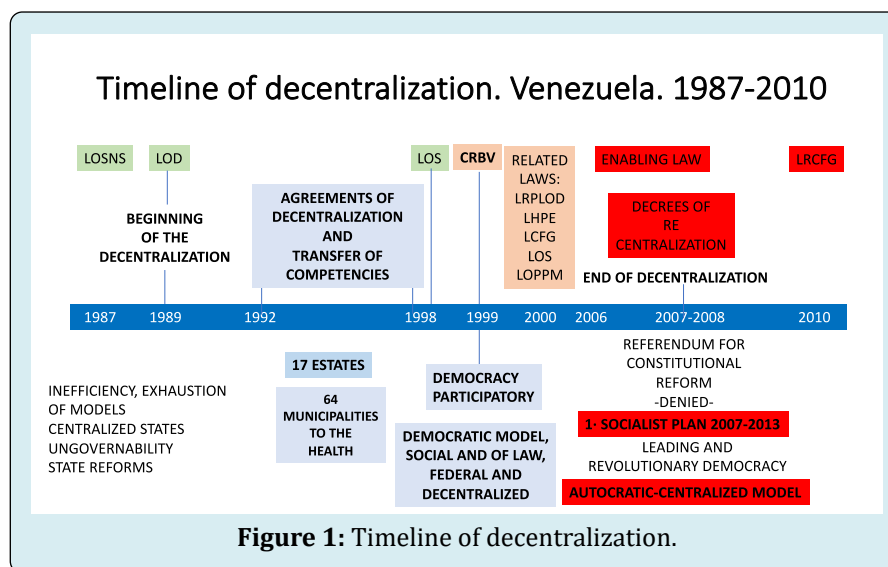 Timeline of decentralization. Venezuela. 1987-2010
LOSNS
LOD
BEGINNING
OF THE
DECENTRALIZATION
AGREEMENTS OF
DECENTRALIZATION
AND
TRANSFER OF
COMPETENCIES
LOS
CRBV
RELATED
LAWS:
LRPLOD
LHPE
LCFG
LOS
LOPPM
ENABLING LAW
DECREES OF
RE
CENTRALIZATION
END OF DECENTRALIZATION
LRCFG
1987
1989
1992
1998
1999
2000
2006
2007-2008
2010
INEFFICIENCY, EXHAUSTION
OF MODELS
CENTRALIZED STATES
UNGOVERNABILITY
STATE REFORMS
17 ESTATES
64
MUNICIPALITIES
TO THE
HEALTH
DEMOCRACY
PARTICIPATORY
DEMOCRATIC MODEL,
SOCIAL AND OF LAW,
FEDERAL AND
DECENTRALIZED
REFERENDUM FOR
CONSTITUTIONAL
REFORM
-DENIED-
1· SOCIALIST PLAN 2007-2013
LEADING AND
REVOLUTIONARY DEMOCRACY
AUTOCRATIC-CENTRALIZED MODEL
Figure 1: Timeline of decentralization.